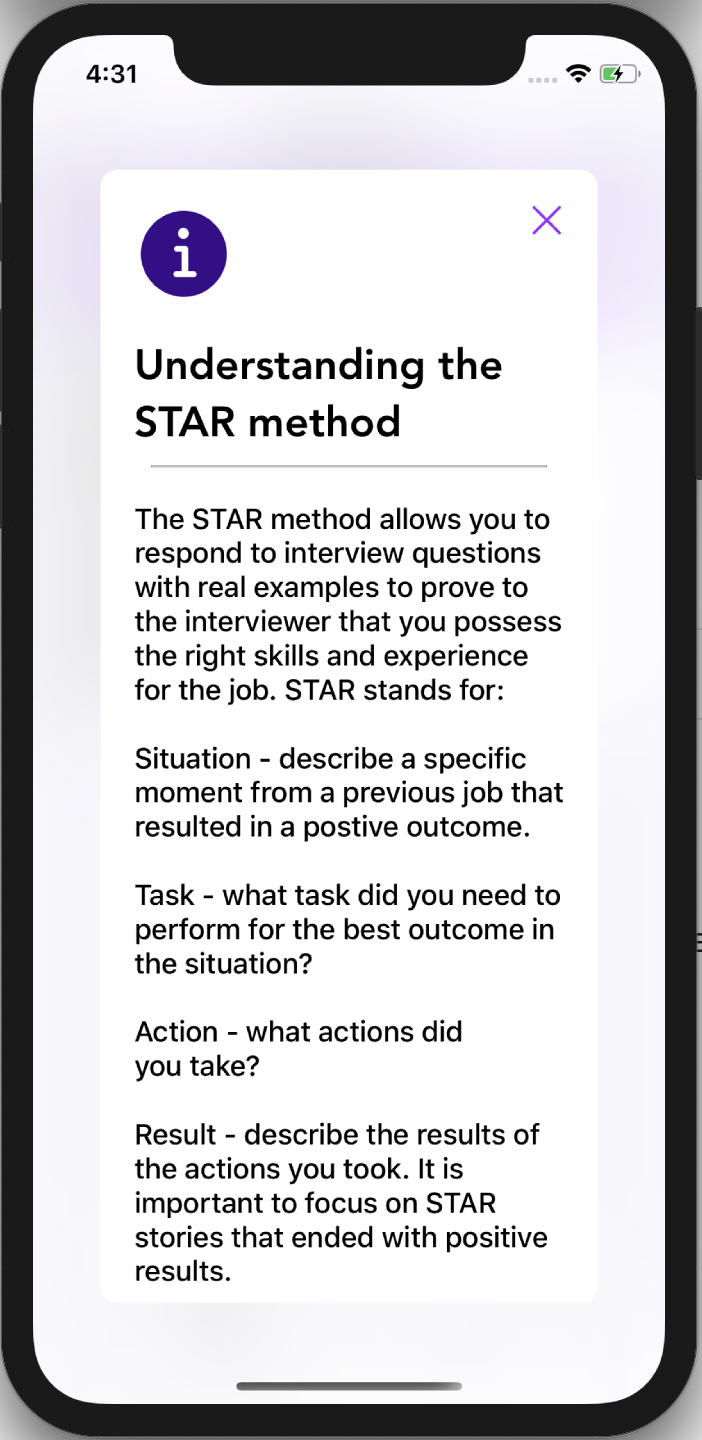 4:31
i
Understanding the
STAR method
The STAR method allows you to
respond to interview questions
with real examples to prove to
the interviewer that you possess
the right skills and experience
for the job. STAR stands for:
Situation - describe a specific
moment from a previous job that
resulted in a postive outcome.
Task - what task did you need to
perform for the best outcome in
the situation?
Action - what actions did
you take?
Result - describe the results of
the actions you took. It is
important to focus on STAR
stories that ended with positive
results.